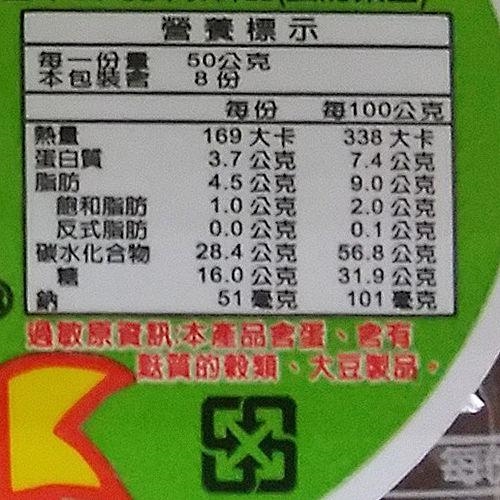 營養標示
每一份量 50公克
本包裝含 8份
每份 每100公克
熱量 169 大卡 338 大卡
蛋白質 3.7 公克 7.4 公克
脂肪 4.5 公克 9.0 公克
飽和脂肪 1.0 公克 2.0 公克
反式脂肪 0.0 公克 0.1 公克
碳水化合物 28.4 公克 56.8 公克
糖 16.0 公克 31.9 公克
鈉 51 毫克 101 毫克
過敏原資訊:本產品含蛋、含有
麩質的穀類、大豆製品。